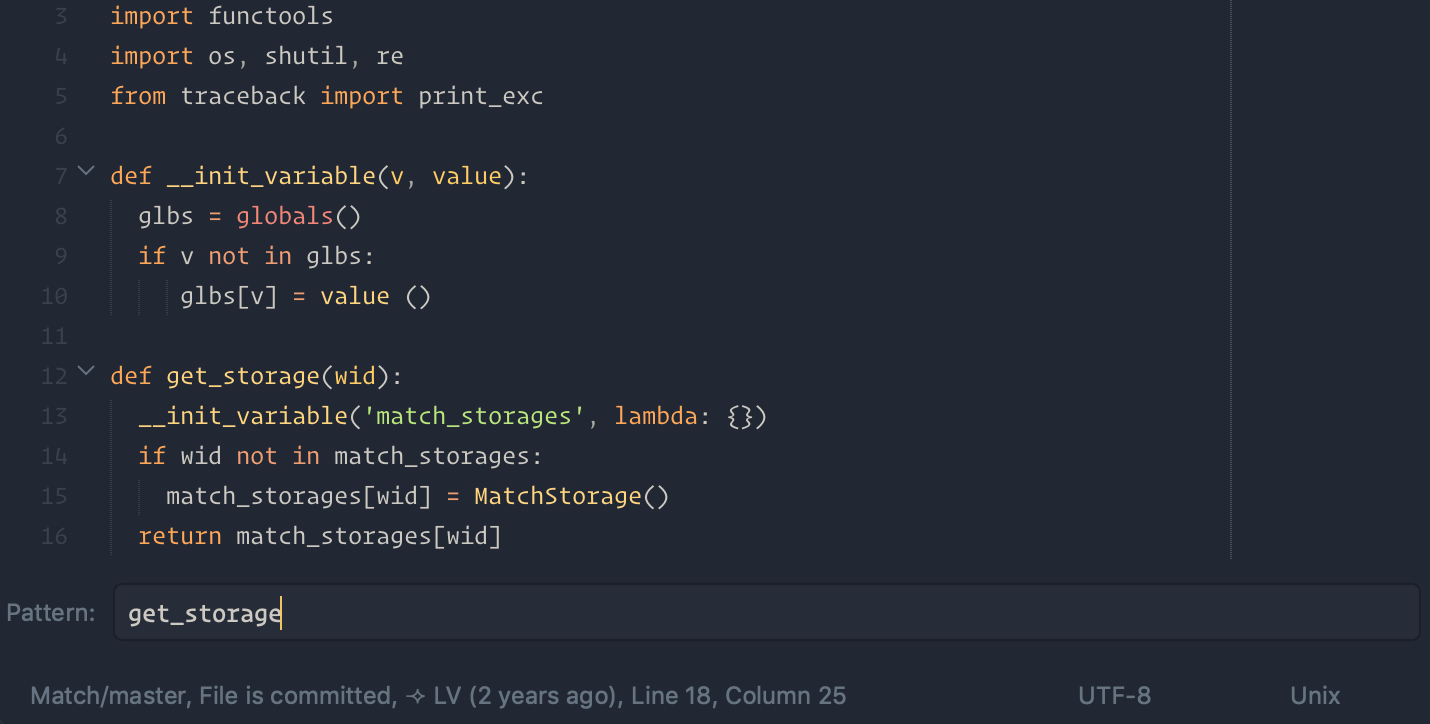 3 import functools
4 import os, shutil, re
5 from traceback import print_exc
6
7 def __init_variable(v, value):
8   glbs = globals()
9   if v not in glbs:
10      glbs[v] = value ()
11
12 def get_storage(wid):
13   __init_variable('match_storages', lambda: {})
14   if wid not in match_storages:
15     match_storages[wid] = MatchStorage()
16   return match_storages[wid]
Pattern: get_storage
Match/master, File is committed, ✧ LV (2 years ago), Line 18, Column 25 UTF-8 Unix